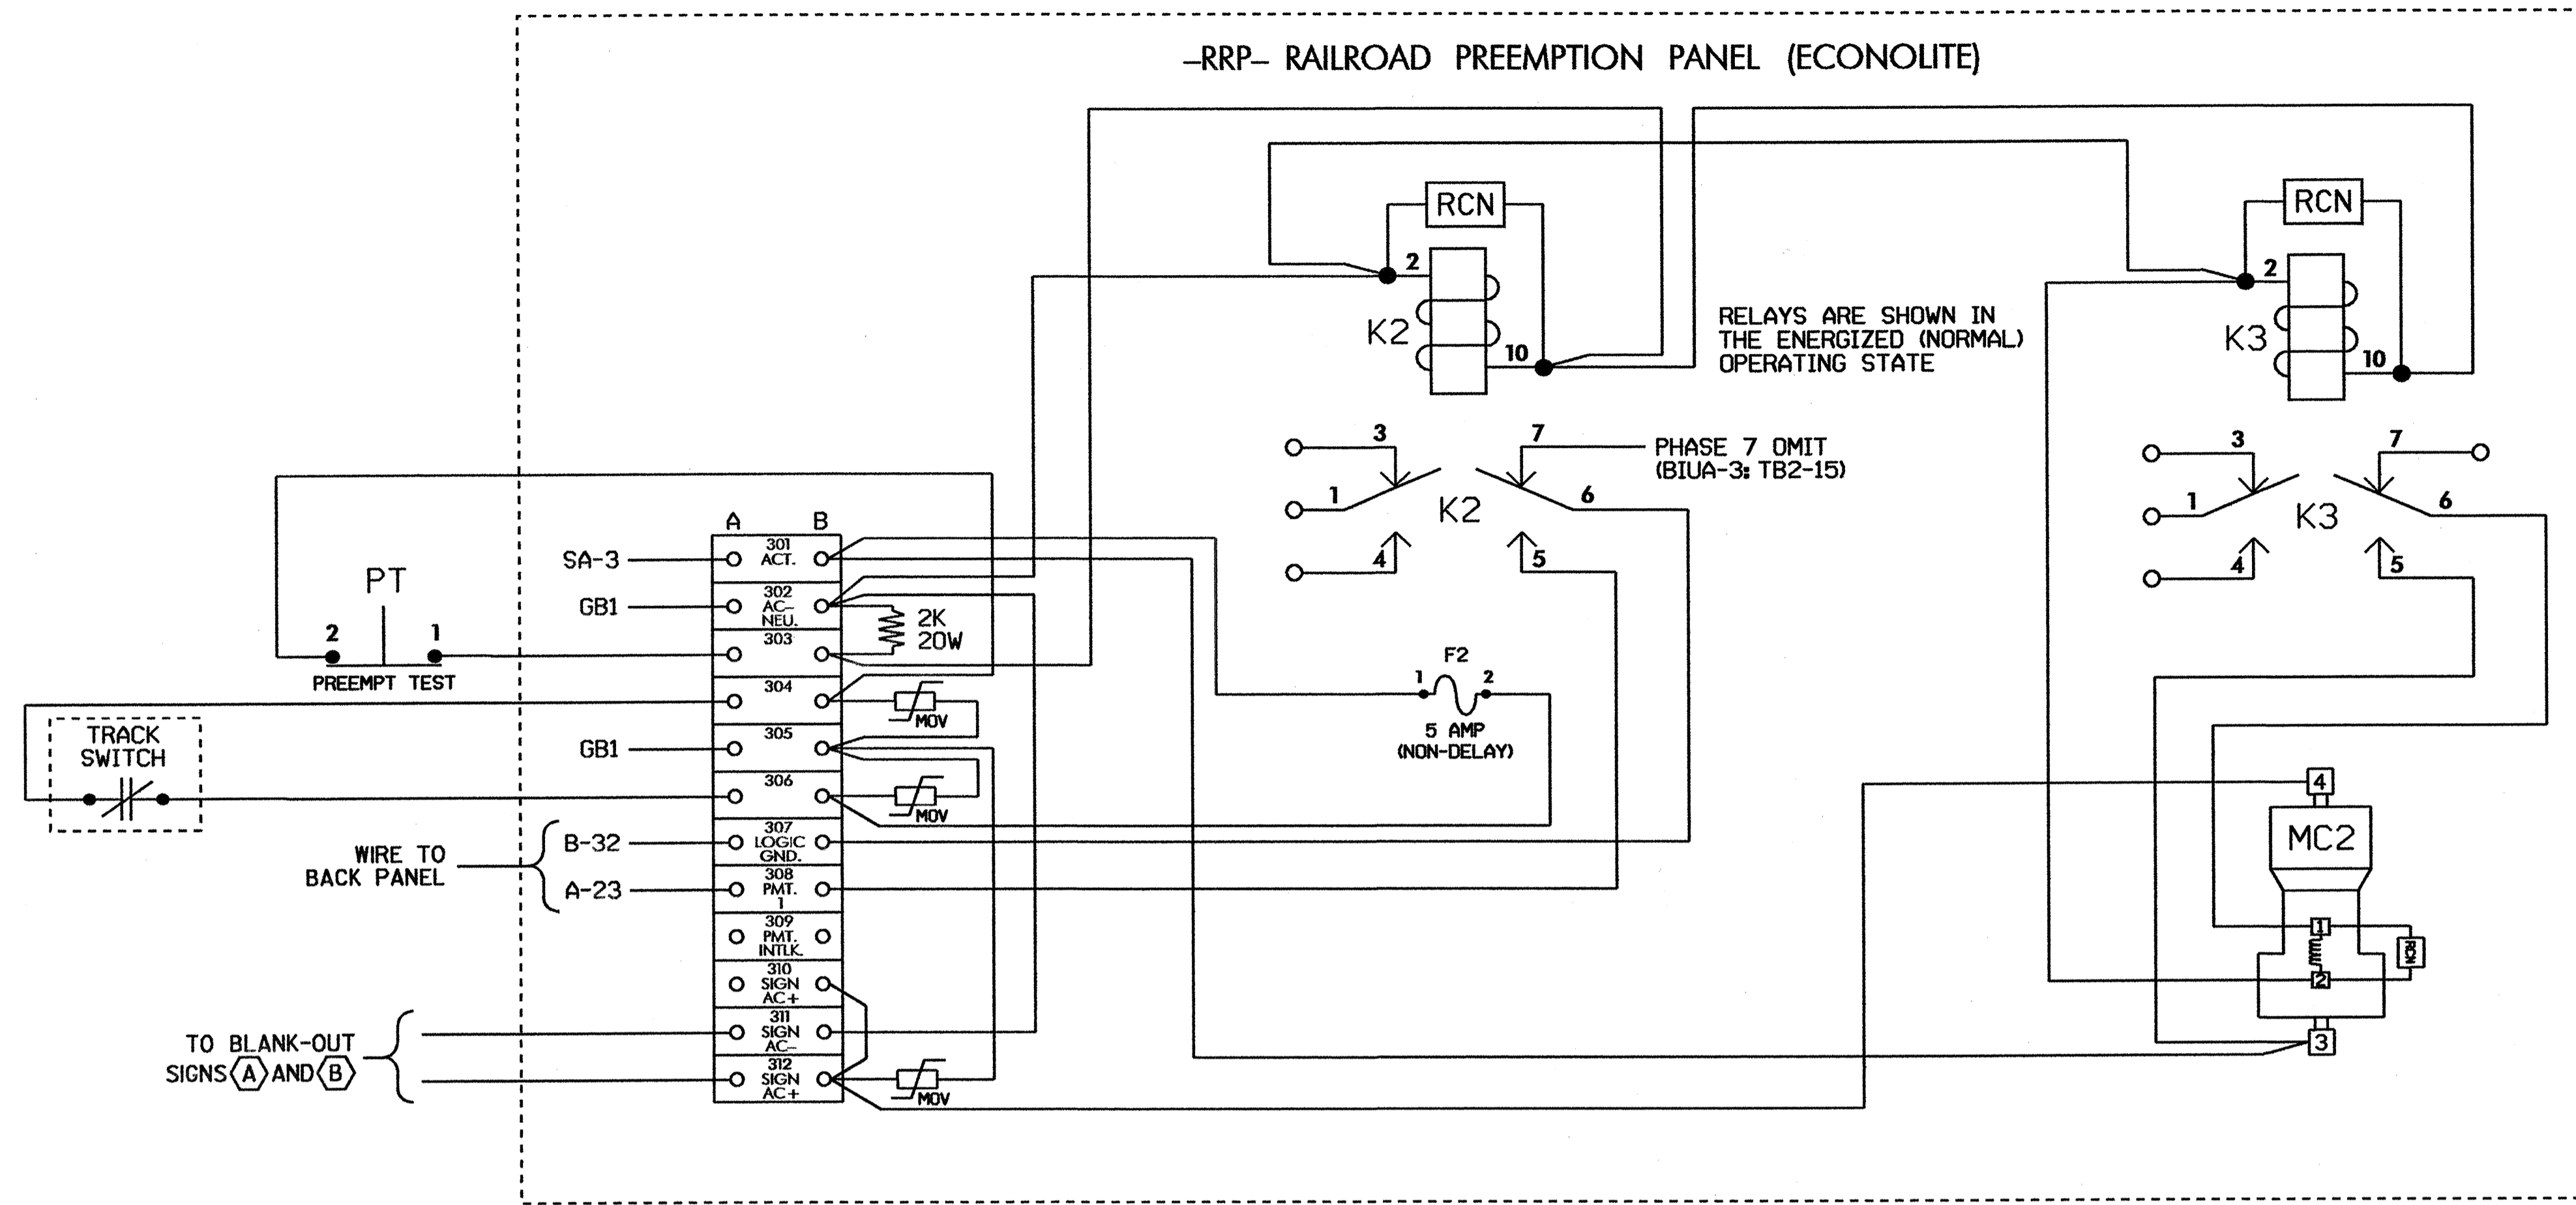 –RRP– RAILROAD PREEMPTION PANEL (ECONOLITE)
RCN
RCN
2
K2
10
RELAYS ARE SHOWN IN
THE ENERGIZED (NORMAL)
OPERATING STATE
2
K3
10
3
1
4
K2
7
PHASE 7 OMIT
(BIUA-3: TB2-15)
6
5
3
1
4
K3
7
6
5
A B
SA-3
301
ACT.
GB1
302
AC–
NEU.
2K
20W
PT
2 1
PREEMPT TEST
303
304
MOV
TRACK
SWITCH
GB1
305
306
MOV
F2
1 2
5 AMP
(NON-DELAY)
WIRE TO
BACK PANEL
B-32
307
LOGIC
GND.
A-23
308
PMT.
1
309
PMT.
INTLK.
310
SIGN
AC+
TO BLANK-OUT
SIGNS A AND B
311
SIGN
AC–
312
SIGN
AC+
MOV
4
MC2
1
RCN
2
3